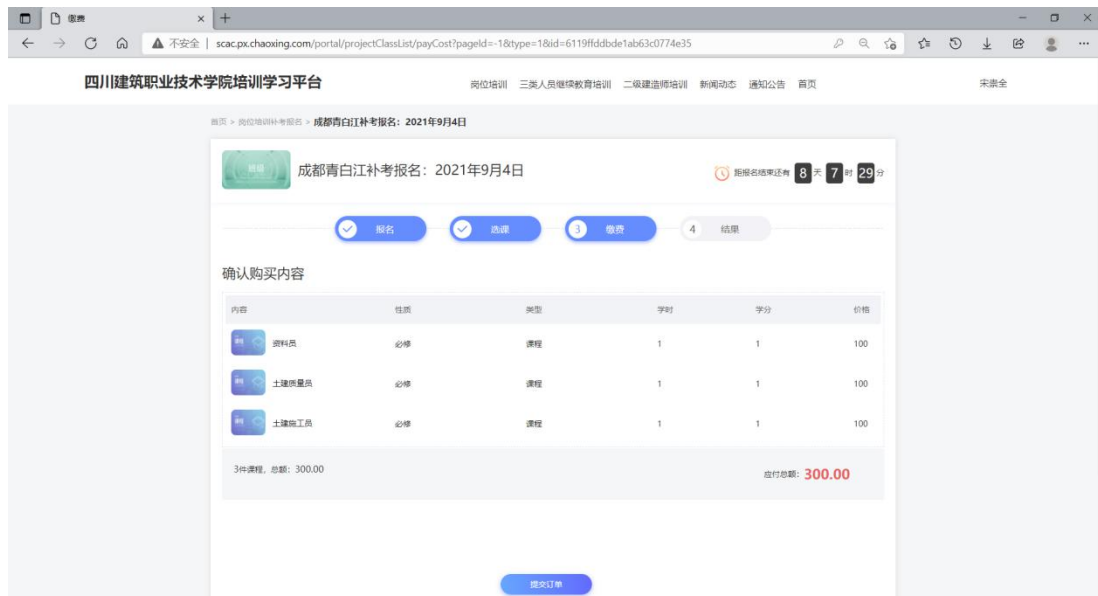 缴费
不安全 | scac.px.chaoxing.com/portal/projectClassList/payCost?pageId=-1&type=1&id=6119ffddbde1ab63c0774e35
四川建筑职业技术学院培训学习平台 岗位培训 三类人员继续教育培训 二级建造师培训 新闻动态 通知公告 首页 宋崇全
首页 > 岗位培训补考报名 > 成都青白江补考报名：2021年9月4日
成都青白江补考报名：2021年9月4日 距报名结束还有 8 天 7 时 29 分
报名 选课 3 缴费 4 结果
确认购买内容
内容 性质 类型 学时 学分 价格
资料员 必修 课程 1 1 100
土建质量员 必修 课程 1 1 100
土建施工员 必修 课程 1 1 100
3件课程，总额：300.00 应付总额：300.00
提交订单